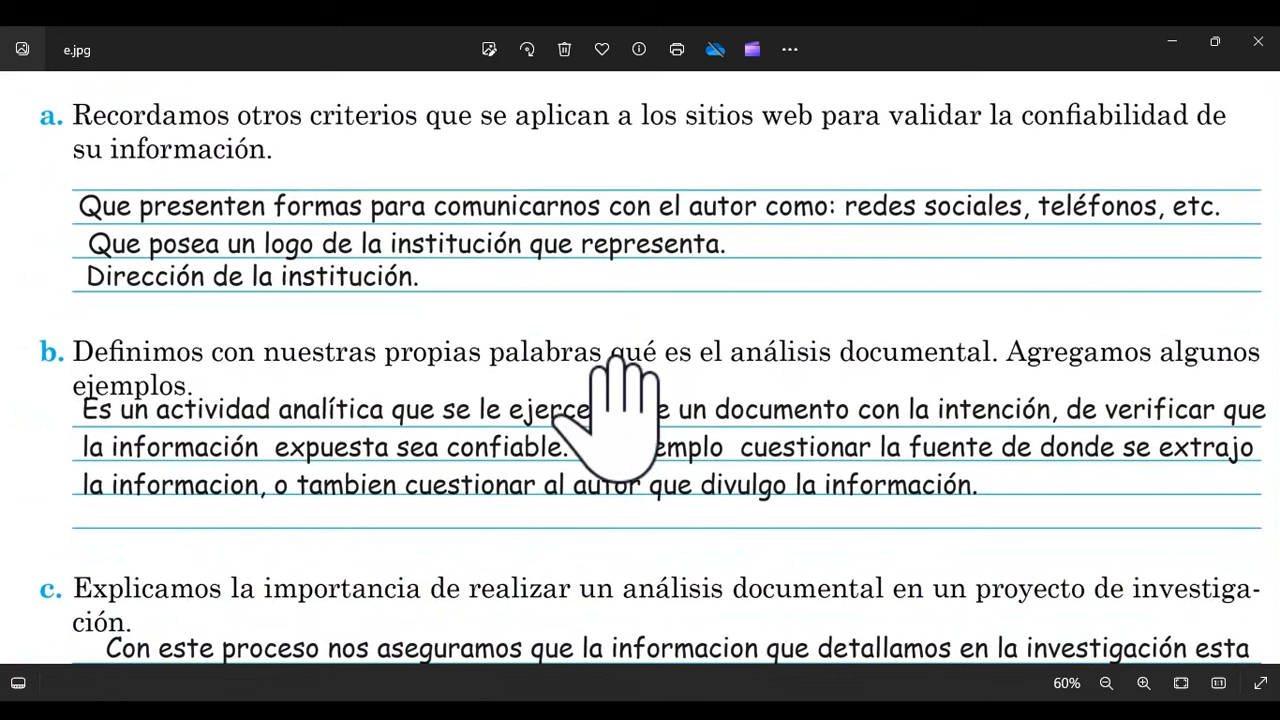 e.jpg
a. Recordamos otros criterios que se aplican a los sitios web para validar la confiabilidad de
su información.
Que presenten formas para comunicarnos con el autor como: redes sociales, teléfonos, etc.
Que posea un logo de la institución que representa.
Dirección de la institución.
b. Definimos con nuestras propias palabras qué es el análisis documental. Agregamos algunos
ejemplos.
Es un actividad analítica que se le ejerce un documento con la intención, de verificar que
la información expuesta sea confiable. cuestionar la fuente de donde se extrajo
la informacion, o tambien cuestionar al autor que divulgo la información.
c. Explicamos la importancia de realizar un análisis documental en un proyecto de investiga-
ción.
Con este proceso nos aseguramos que la informacion que detallamos en la investigación esta
60%